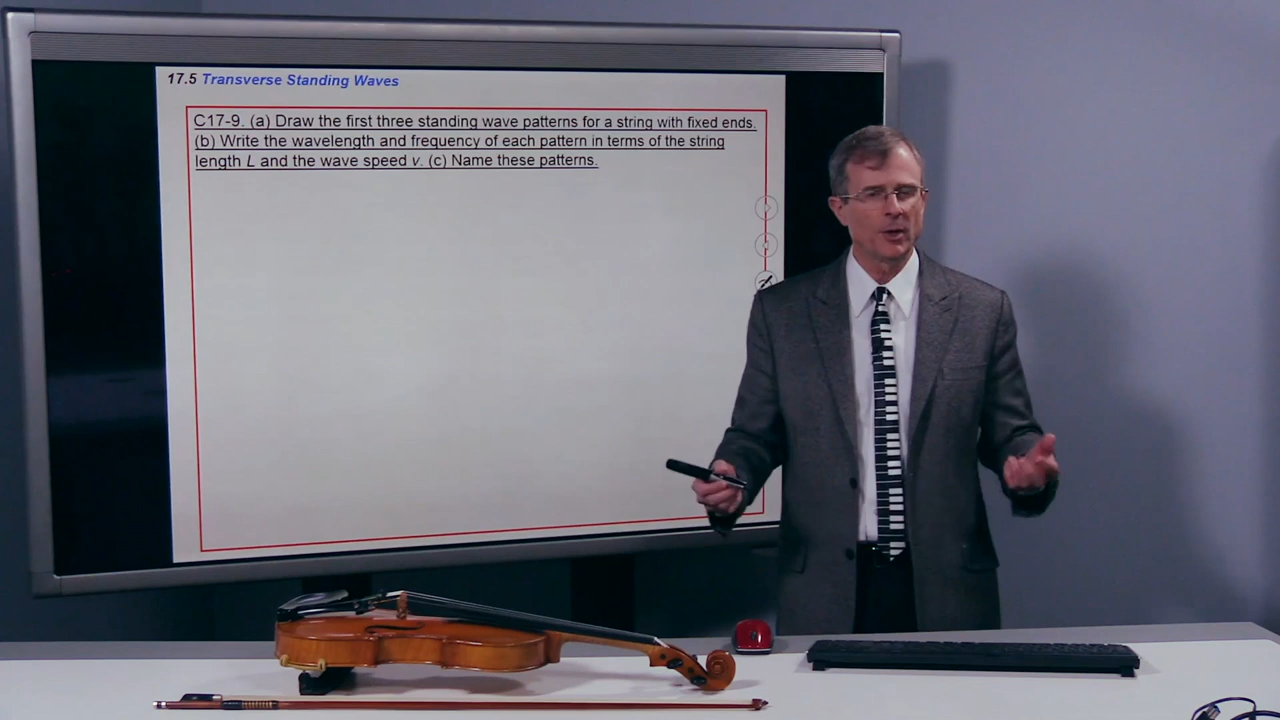 17.5 Transverse Standing Waves
C17-9. (a) Draw the first three standing wave patterns for a string with fixed ends.
(b) Write the wavelength and frequency of each pattern in terms of the string
length L and the wave speed v. (c) Name these patterns.